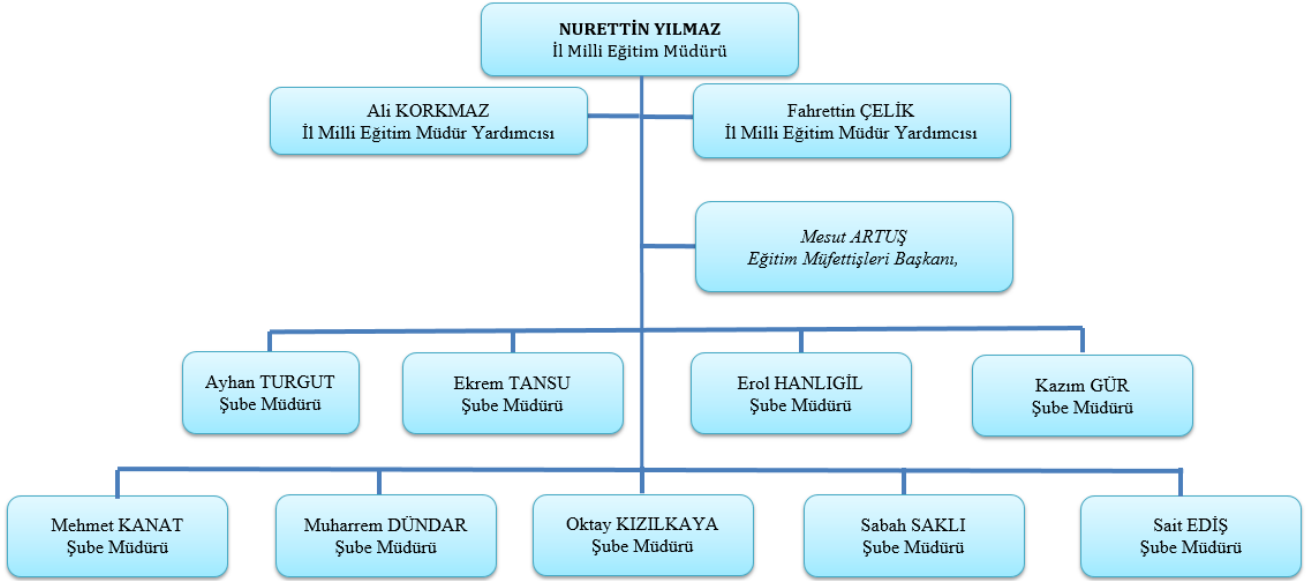 NURETTİN YILMAZ
İl Milli Eğitim Müdürü
Ali KORKMAZ
İl Milli Eğitim Müdür Yardımcısı
Fahrettin ÇELİK
İl Milli Eğitim Müdür Yardımcısı
Mesut ARTUŞ
Eğitim Müfettişleri Başkanı,
Ayhan TURGUT
Şube Müdürü
Ekrem TANSU
Şube Müdürü
Erol HANLIGİL
Şube Müdürü
Kazım GÜR
Şube Müdürü
Mehmet KANAT
Şube Müdürü
Muharrem DÜNDAR
Şube Müdürü
Oktay KIZILKAYA
Şube Müdürü
Sabah SAKLI
Şube Müdürü
Sait EDİŞ
Şube Müdürü